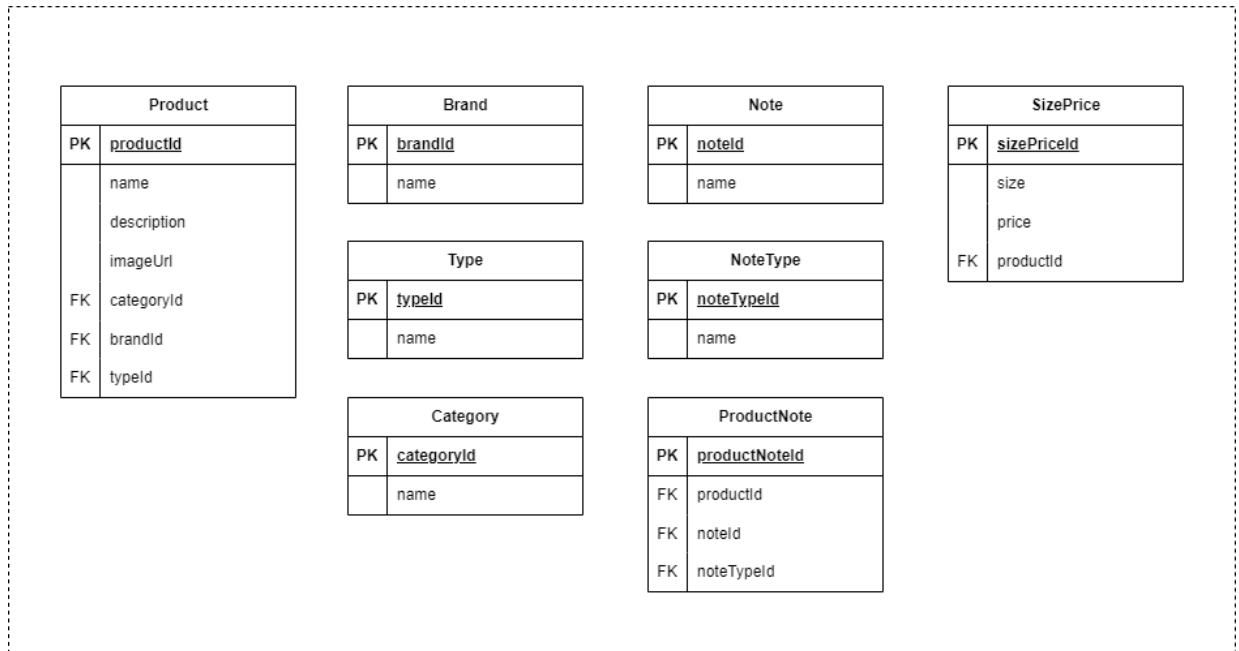 Product
PK productId
name
description
imageUrl
FK categoryId
FK brandId
FK typeId
Brand
PK brandId
name
Type
PK typeId
name
Category
PK categoryId
name
Note
PK noteId
name
NoteType
PK noteTypeId
name
ProductNote
PK productNoteId
FK productId
FK noteId
FK noteTypeId
SizePrice
PK sizePriceId
size
price
FK productId